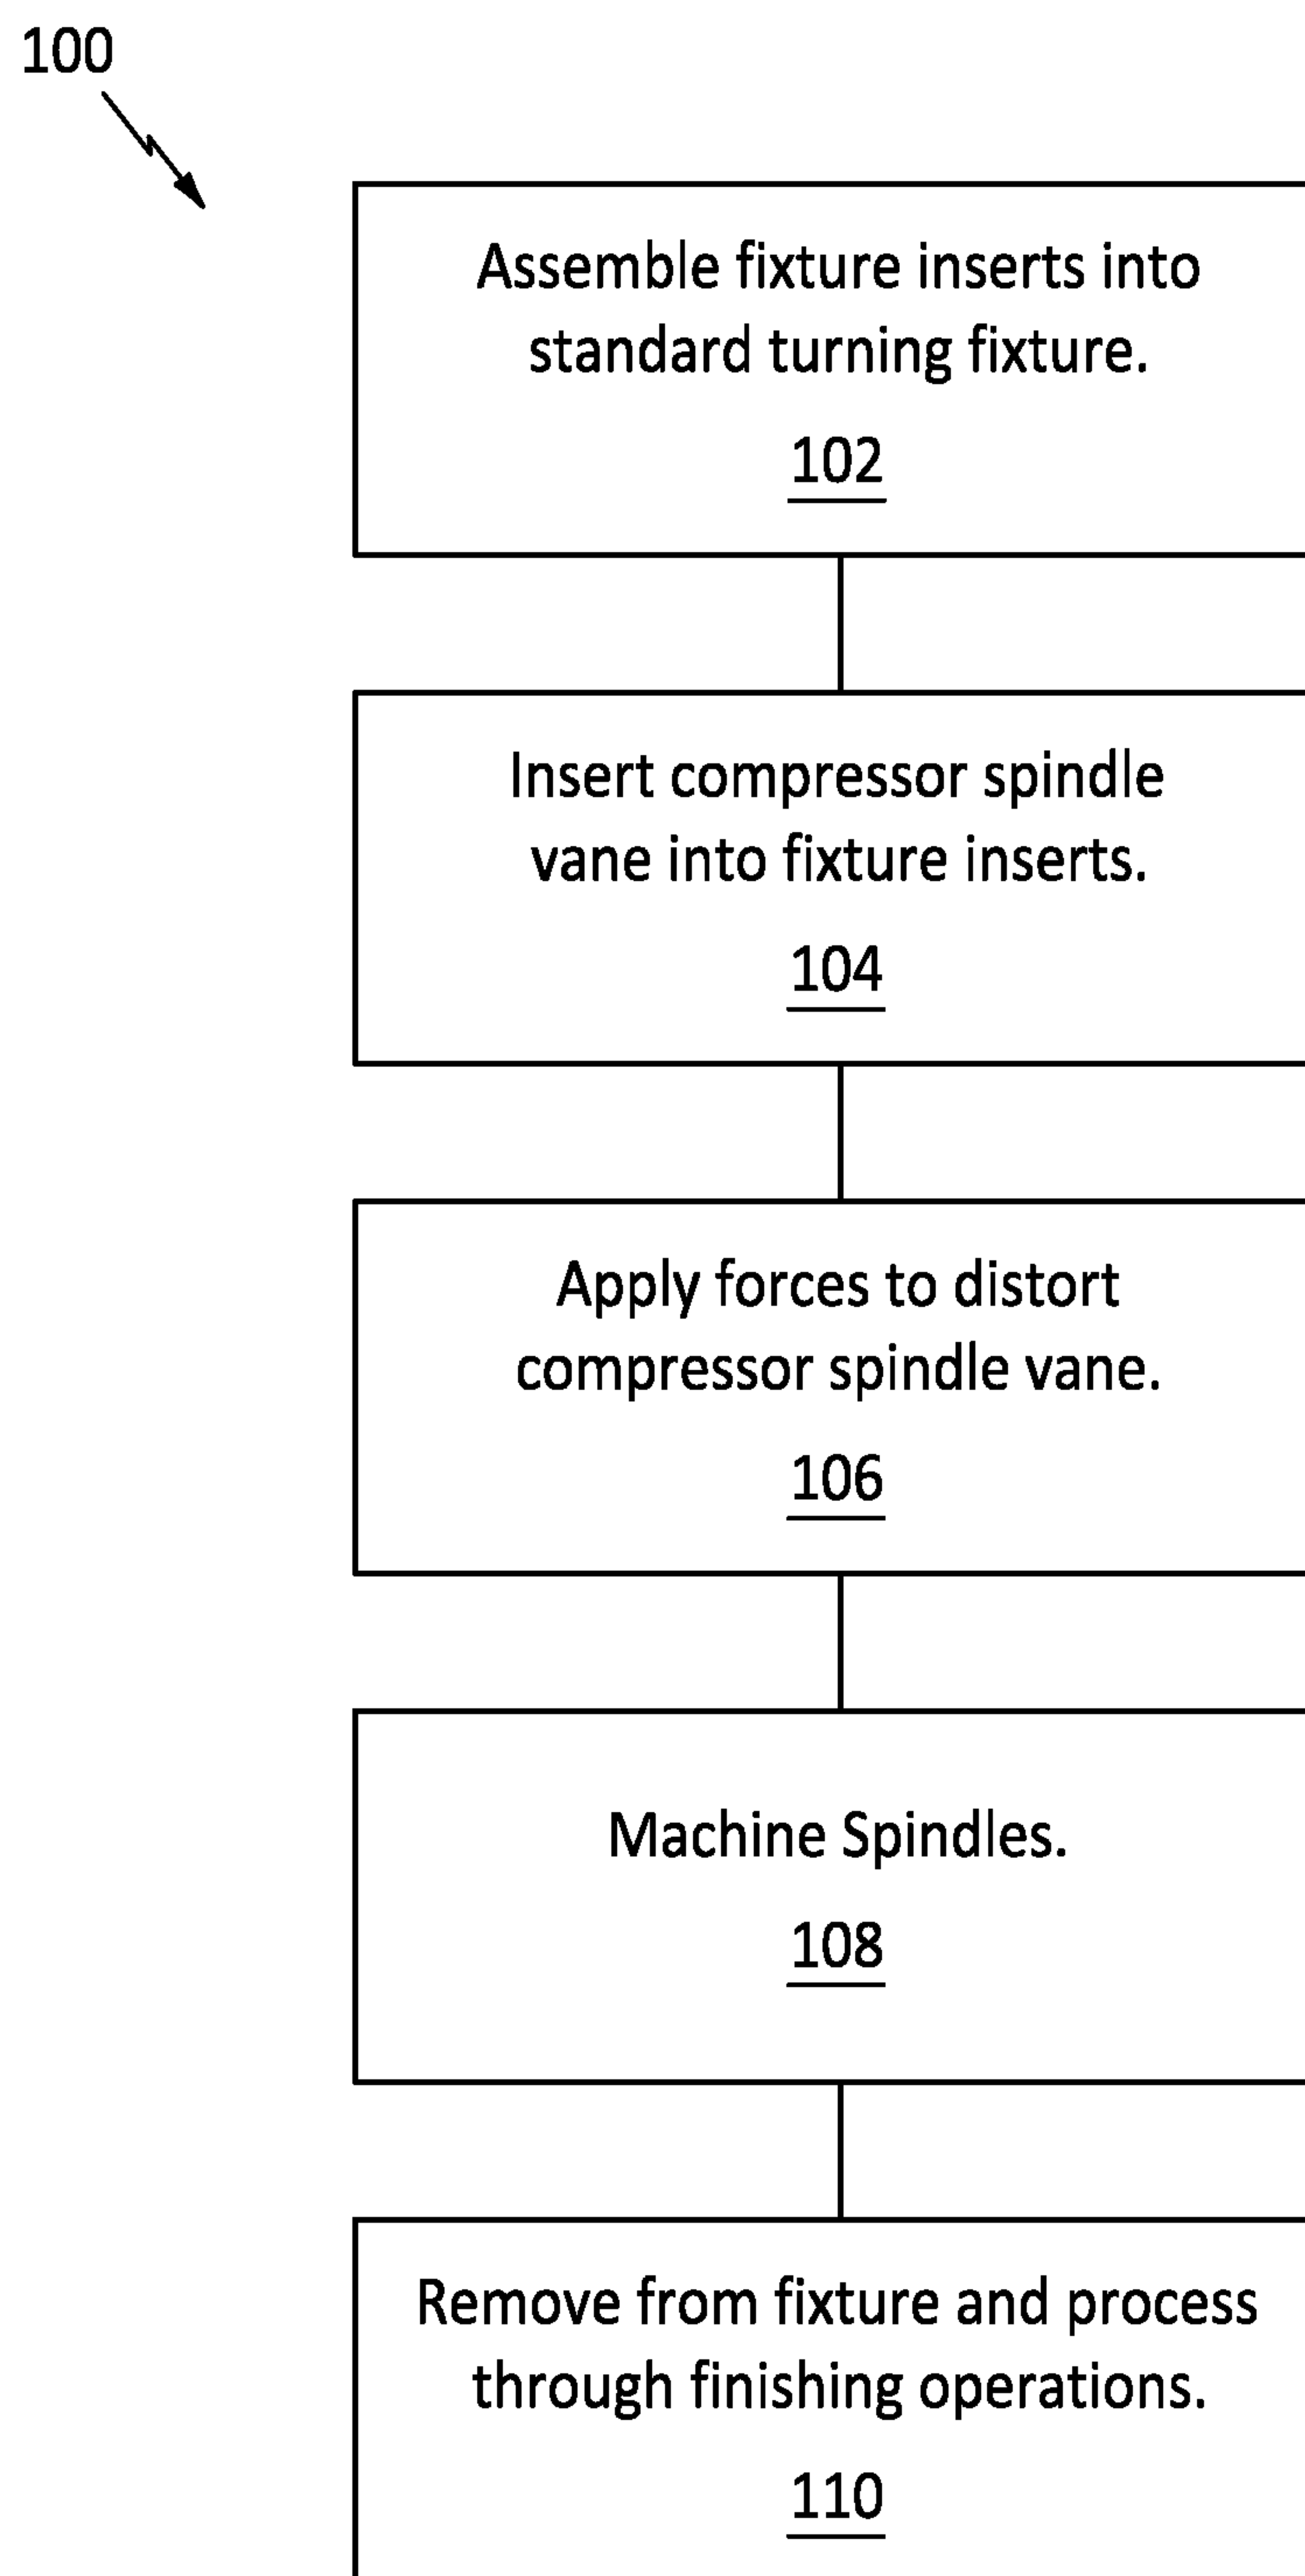 100
Assemble fixture inserts into
standard turning fixture.
102
Insert compressor spindle
vane into fixture inserts.
104
Apply forces to distort
compressor spindle vane.
106
Machine Spindles.
108
Remove from fixture and process
through finishing operations.
110